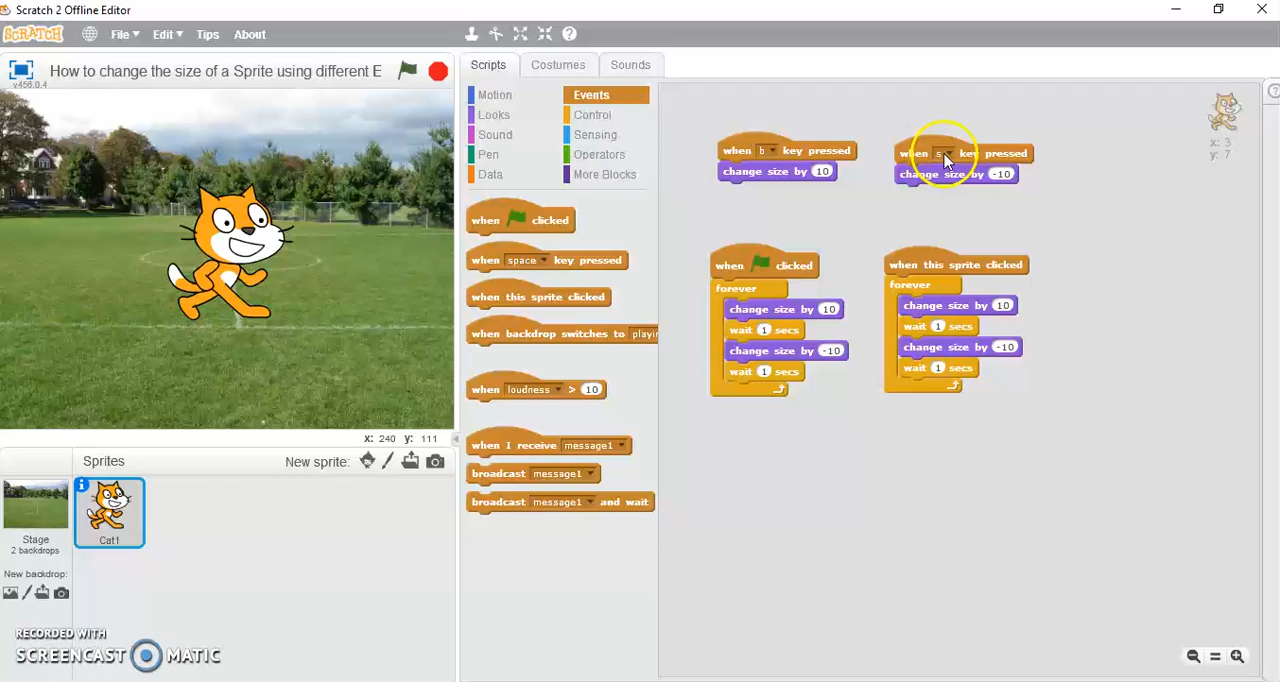 Scratch 2 Offline Editor
SCRATCH File Edit Tips About
How to change the size of a Sprite using different E
v456.0.4
Scripts Costumes Sounds
Motion Events
Looks Control
Sound Sensing
Pen Operators
Data More Blocks
when clicked
when space key pressed
when this sprite clicked
when backdrop switches to playin
when loudness > 10
when I receive message1
broadcast message1
broadcast message1 and wait
when b key pressed
change size by 10
when s key pressed
change size by -10
when clicked
forever
change size by 10
wait 1 secs
change size by -10
wait 1 secs
when this sprite clicked
forever
change size by 10
wait 1 secs
change size by -10
wait 1 secs
x: 3
y: 7
x: 240 y: 111
Sprites New sprite:
Stage
2 backdrops
New backdrop:
Cat1
RECORDED WITH
SCREENCAST MATIC